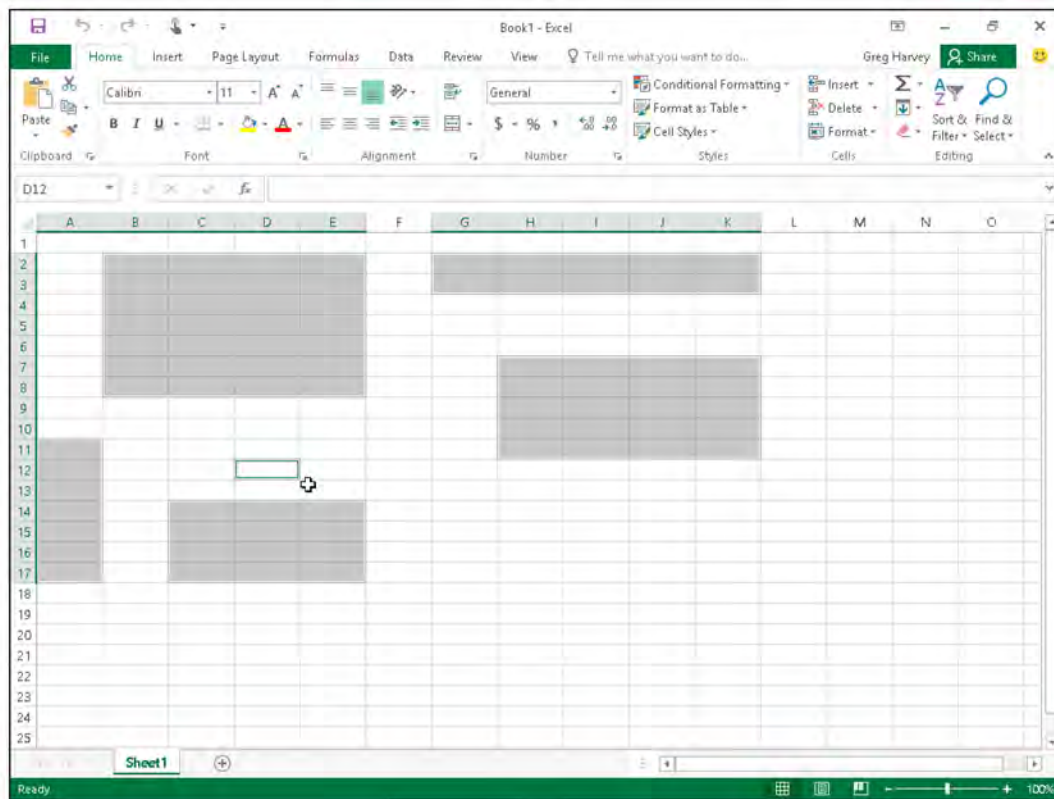 Book1 - Excel
File Home Insert Page Layout Formulas Data Review View Tell me what you want to do... Greg Harvey Share
Calibri 11 A A General Conditional Formatting Insert Σ A Z
Paste Format as Table Delete
B I U A $ % , Cell Styles Format Sort & Filter Find & Select
Clipboard Font Alignment Number Styles Cells Editing
D12 fx
A B C D E F G H I J K L M N O
1
2
3
4
5
6
7
8
9
10
11
12
13
14
15
16
17
18
19
20
21
22
23
24
25
Sheet1
Ready 100%